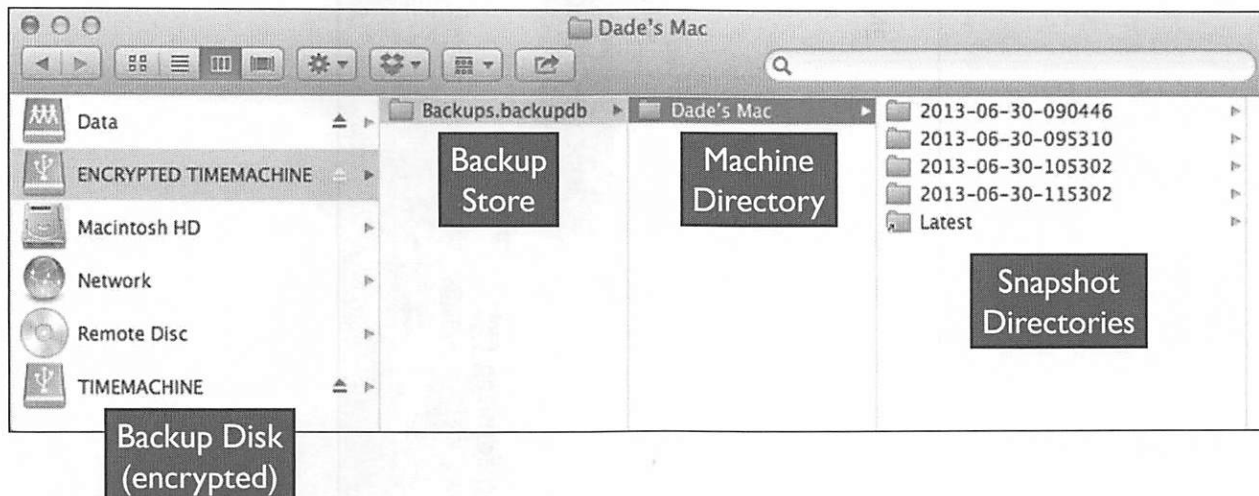 Dade's Mac
Data
ENCRYPTED TIMEMACHINE
Macintosh HD
Network
Remote Disc
TIMEMACHINE
Backup Disk
(encrypted)
Backups.backupdb
Backup
Store
Dade's Mac
Machine
Directory
2013-06-30-090446
2013-06-30-095310
2013-06-30-105302
2013-06-30-115302
Latest
Snapshot
Directories